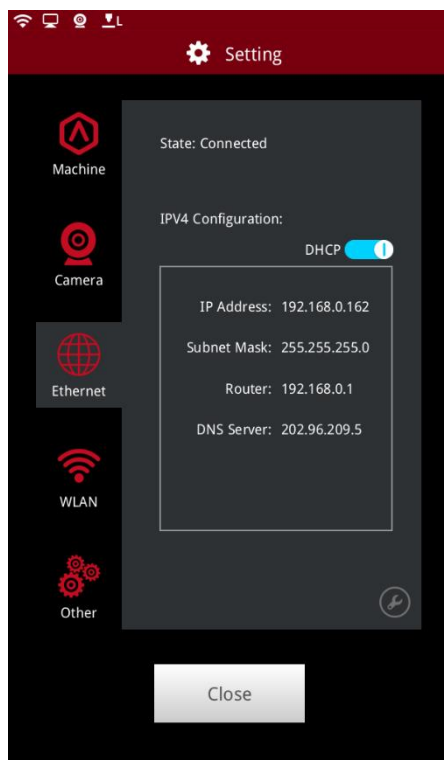 L
Setting
Machine
Camera
Ethernet
WLAN
Other
State: Connected
IPV4 Configuration:
DHCP
IP Address: 192.168.0.162
Subnet Mask: 255.255.255.0
Router: 192.168.0.1
DNS Server: 202.96.209.5
Close